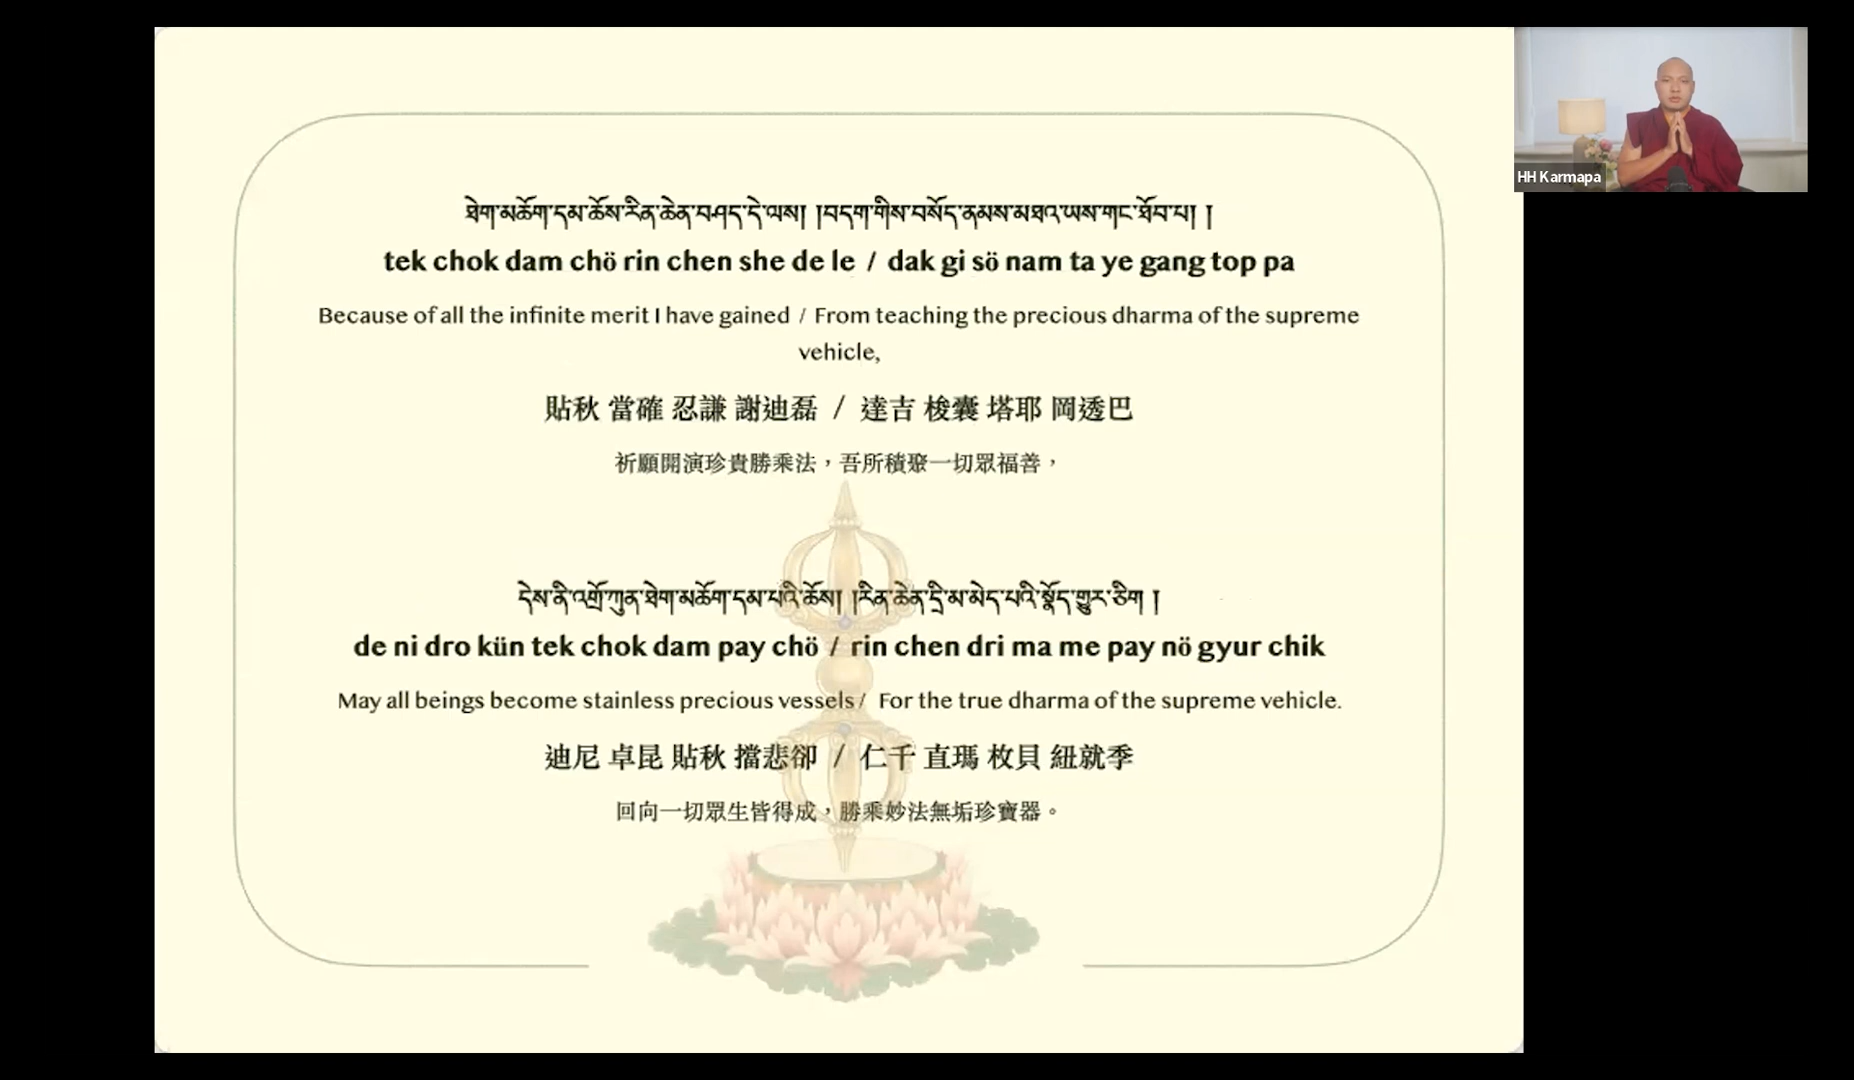 ཐེག་མཆོག་དམ་ཆོས་རིན་ཆེན་བཤད་དེ་ལས། །བདག་གིས་བསོད་ནམས་མཐའ་ཡས་གང་ཐོབ་པ། །
tek chok dam chö rin chen she de le / dak gi sö nam ta ye gang top pa
Because of all the infinite merit I have gained / From teaching the precious dharma of the supreme
vehicle,
貼秋 當確 忍謙 謝迪磊 / 達吉 梭囊 塔耶 岡透巴
祈願開演珍貴勝乘法，吾所積聚一切眾福善，
དེས་ནི་འགྲོ་ཀུན་ཐེག་མཆོག་དམ་པའི་ཆོས། །རིན་ཆེན་དྲི་མ་མེད་པའི་སྣོད་གྱུར་ཅིག །
de ni dro kün tek chok dam pay chö / rin chen dri ma me pay nö gyur chik
May all beings become stainless precious vessels / For the true dharma of the supreme vehicle.
迪尼 卓昆 貼秋 擋悲卻 / 仁千 直瑪 枚貝 紐就季
回向一切眾生皆得成，勝乘妙法無垢珍寶器。
HH Karmapa